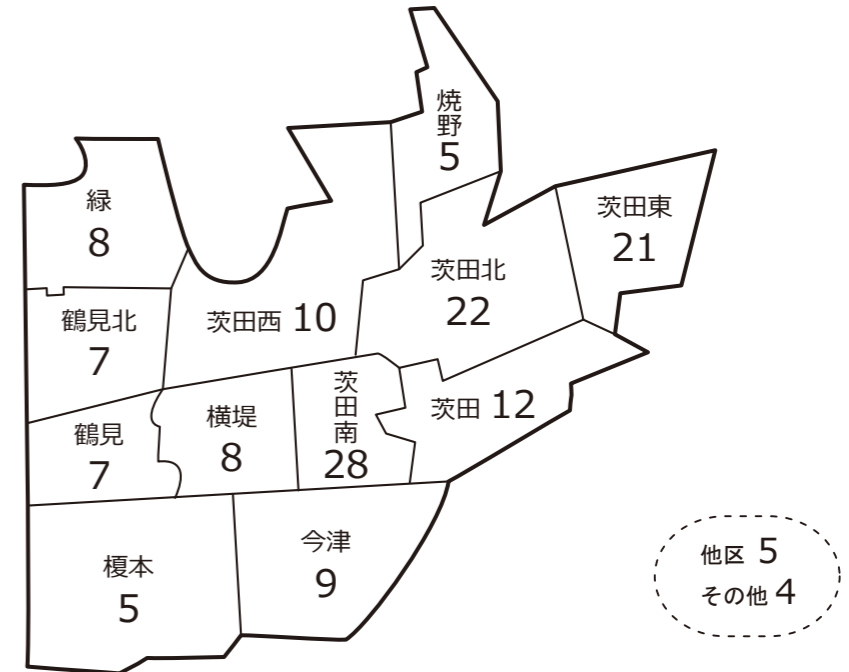 焼野
5
緑
8
茨田東
21
茨田北
22
鶴見北
7
茨田西 10
茨田南
28
茨田 12
横堤
8
鶴見
7
今津
9
榎本
5
他区 5
その他 4